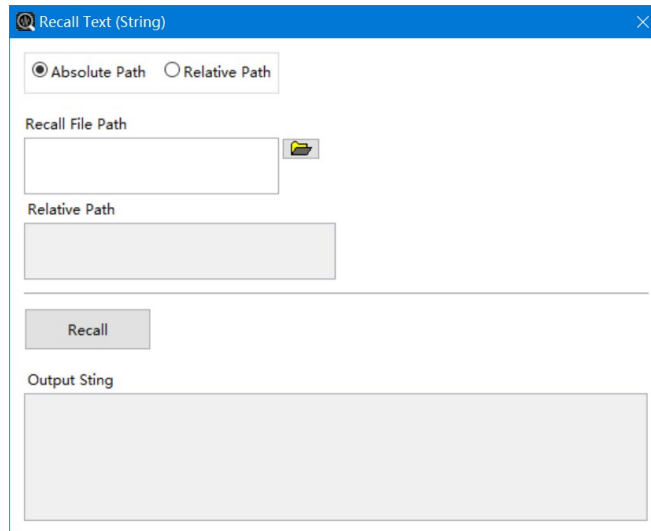 Recall Text (String)
Absolute Path Relative Path
Recall File Path
Relative Path
Recall
Output Sting